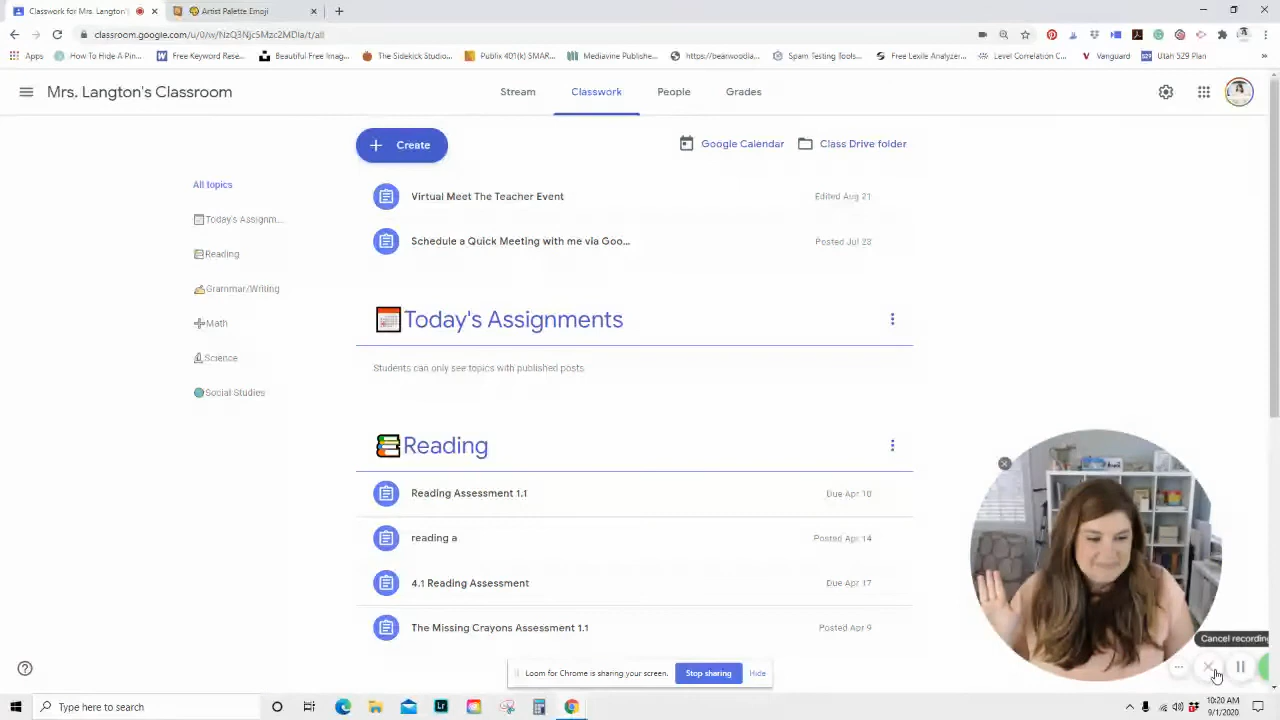 Classwork for Mrs. Langton's
Artist Palette Emoji
classroom.google.com/u/0/w/NzQ3Njc5Mzc2MDIa/t/all
Apps
How To Hide A Pin...
Free Keyword Rese...
Beautiful Free Imag...
The Sidekick Studio...
Publix 401(k) SMAR...
Mediavine Publishe...
https://bearwoodla...
Spam Testing Tools...
Free Lexile Analyzer...
Level Correlation C...
Vanguard
Utah 529 Plan
Mrs. Langton's Classroom
Stream
Classwork
People
Grades
Create
Google Calendar
Class Drive folder
All topics
Today's Assignm...
Reading
Grammar/Writing
Math
Science
Social Studies
Virtual Meet The Teacher Event
Edited Aug 21
Schedule a Quick Meeting with me via Goo...
Posted Jul 23
Today's Assignments
Students can only see topics with published posts.
Reading
Reading Assessment 1.1
Due Apr 10
reading a
Posted Apr 14
4.1 Reading Assessment
Due Apr 17
The Missing Crayons Assessment 1.1
Posted Apr 9
Cancel recording
Loom for Chrome is sharing your screen.
Stop sharing
Hide
Type here to search
10:20 AM
9/1/2020